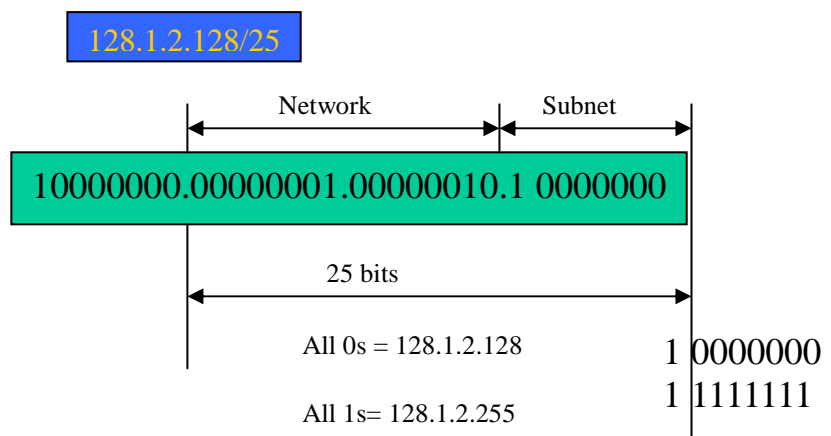 128.1.2.128/25
Network Subnet
10000000.00000001.00000010.1 0000000
25 bits
All 0s = 128.1.2.128
1 0000000
1 1111111
All 1s= 128.1.2.255